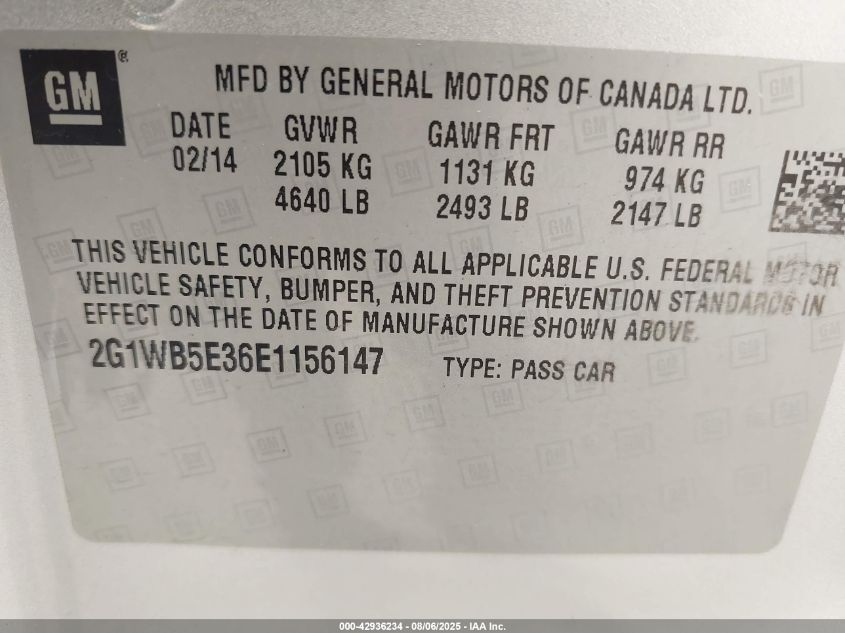 GM ®
MFD BY GENERAL MOTORS OF CANADA LTD.
DATE GVWR GAWR FRT GAWR RR
02/14 2105 KG 1131 KG 974 KG
4640 LB 2493 LB 2147 LB
THIS VEHICLE CONFORMS TO ALL APPLICABLE U.S. FEDERAL MOTOR
VEHICLE SAFETY, BUMPER, AND THEFT PREVENTION STANDARDS IN
EFFECT ON THE DATE OF MANUFACTURE SHOWN ABOVE.
2G1WB5E36E1156147 TYPE: PASS CAR
000-42936234 - 08/06/2025 - IAA Inc.